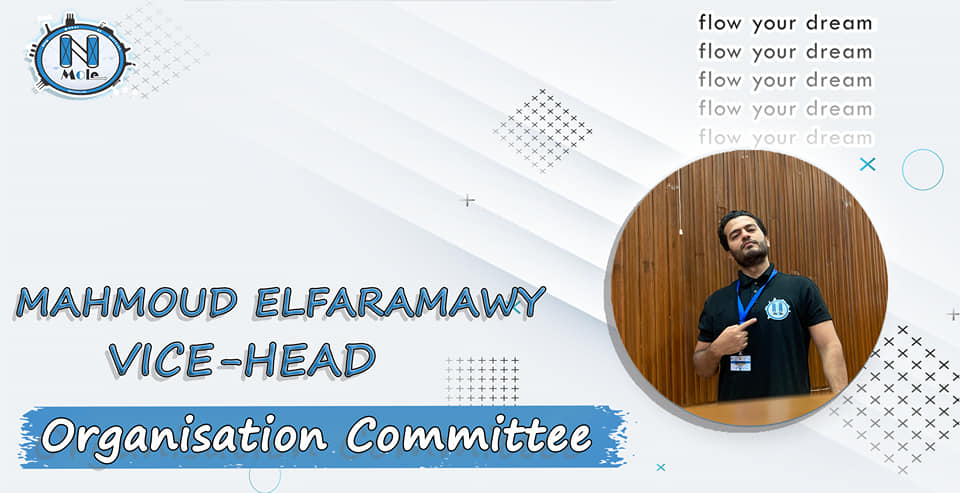 N
Mole
flow your dream
flow your dream
flow your dream
flow your dream
flow your dream
MAHMOUD ELFARAMAWY
VICE-HEAD
Organisation Committee